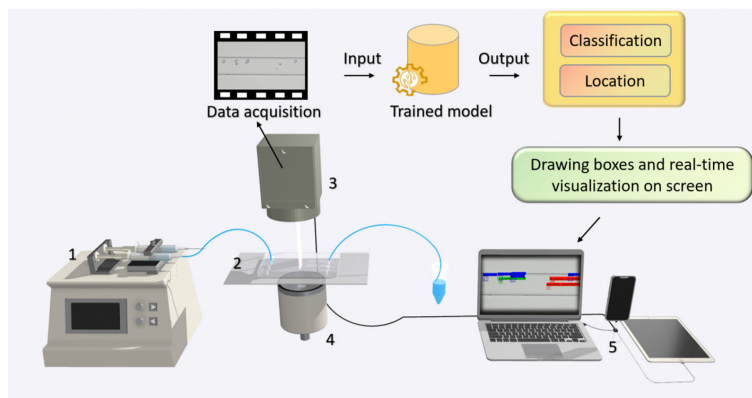 Input
Output
Classification
Location
Data acquisition
Trained model
Drawing boxes and real-time
visualization on screen
3
1
2
4
5